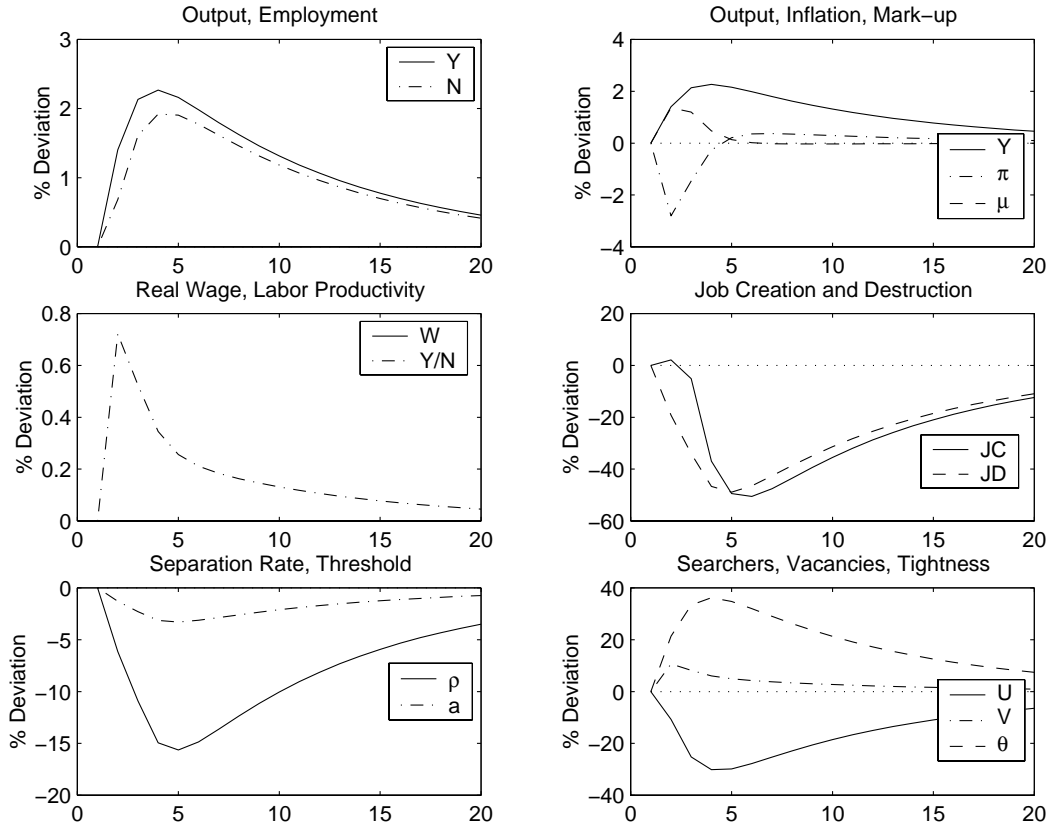 Output, Employment
% Deviation
3
2
1
0
0
5
10
15
20
Y
N
Output, Inflation, Mark−up
% Deviation
4
2
0
−2
−4
0
5
10
15
20
Y
π
μ
Real Wage, Labor Productivity
% Deviation
0.8
0.6
0.4
0.2
0
0
5
10
15
20
W
Y/N
Job Creation and Destruction
% Deviation
20
0
−20
−40
−60
0
5
10
15
20
JC
JD
Separation Rate, Threshold
% Deviation
0
−5
−10
−15
−20
0
5
10
15
20
ρ
a
Searchers, Vacancies, Tightness
% Deviation
40
20
0
−20
−40
0
5
10
15
20
U
V
θ